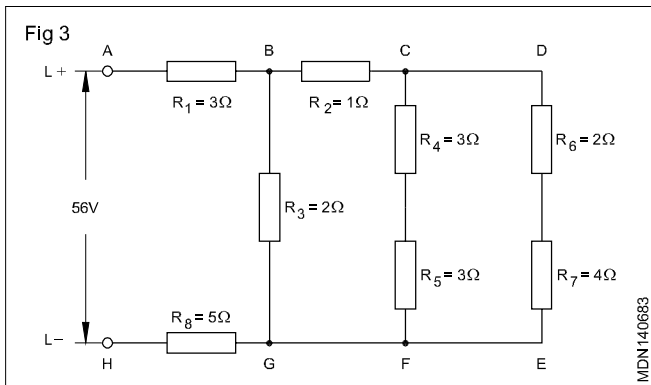 Fig 3
A B C D
L +
R1 = 3Ω R2 = 1Ω
R4 = 3Ω R6 = 2Ω
56V R3 = 2Ω
R5 = 3Ω R7 = 4Ω
R8 = 5Ω
L –
H G F E
MDN140683